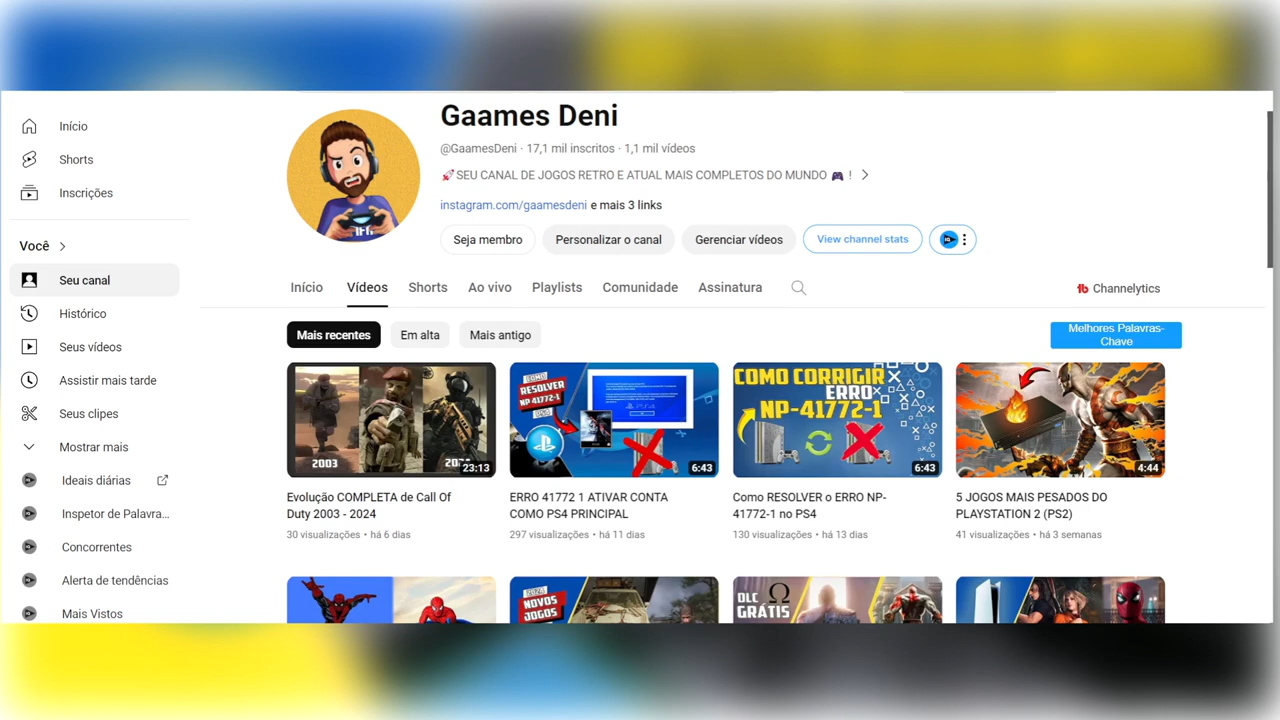 Gaames Deni
@GaamesDeni · 17,1 mil inscritos · 1,1 mil vídeos
🚀SEU CANAL DE JOGOS RETRO E ATUAL MAIS COMPLETOS DO MUNDO 🎮 !
instagram.com/gaamesdeni e mais 3 links
Seja membro
Personalizar o canal
Gerenciar vídeos
View channel stats
IQ
Início
Shorts
Inscrições
Você
Seu canal
Histórico
Seus vídeos
Assistir mais tarde
Seus clipes
Mostrar mais
Ideais diárias
Inspetor de Palavra...
Concorrentes
Alerta de tendências
Mais Vistos
Início
Vídeos
Shorts
Ao vivo
Playlists
Comunidade
Assinatura
tb Channelytics
Mais recentes
Em alta
Mais antigo
Melhores Palavras-
Chave
2003
23:13
Evolução COMPLETA de Call Of
Duty 2003 - 2024
30 visualizações • há 6 dias
COMO
RESOLVER
NP-41772-1
6:43
ERRO 41772 1 ATIVAR CONTA
COMO PS4 PRINCIPAL
297 visualizações • há 11 dias
COMO CORRIGIR
ERRO
NP-41772-1
6:43
Como RESOLVER o ERRO NP-
41772-1 no PS4
130 visualizações • há 13 dias
4:44
5 JOGOS MAIS PESADOS DO
PLAYSTATION 2 (PS2)
41 visualizações • há 3 semanas
NOVOS
JOGOS
DLC
GRÁTIS